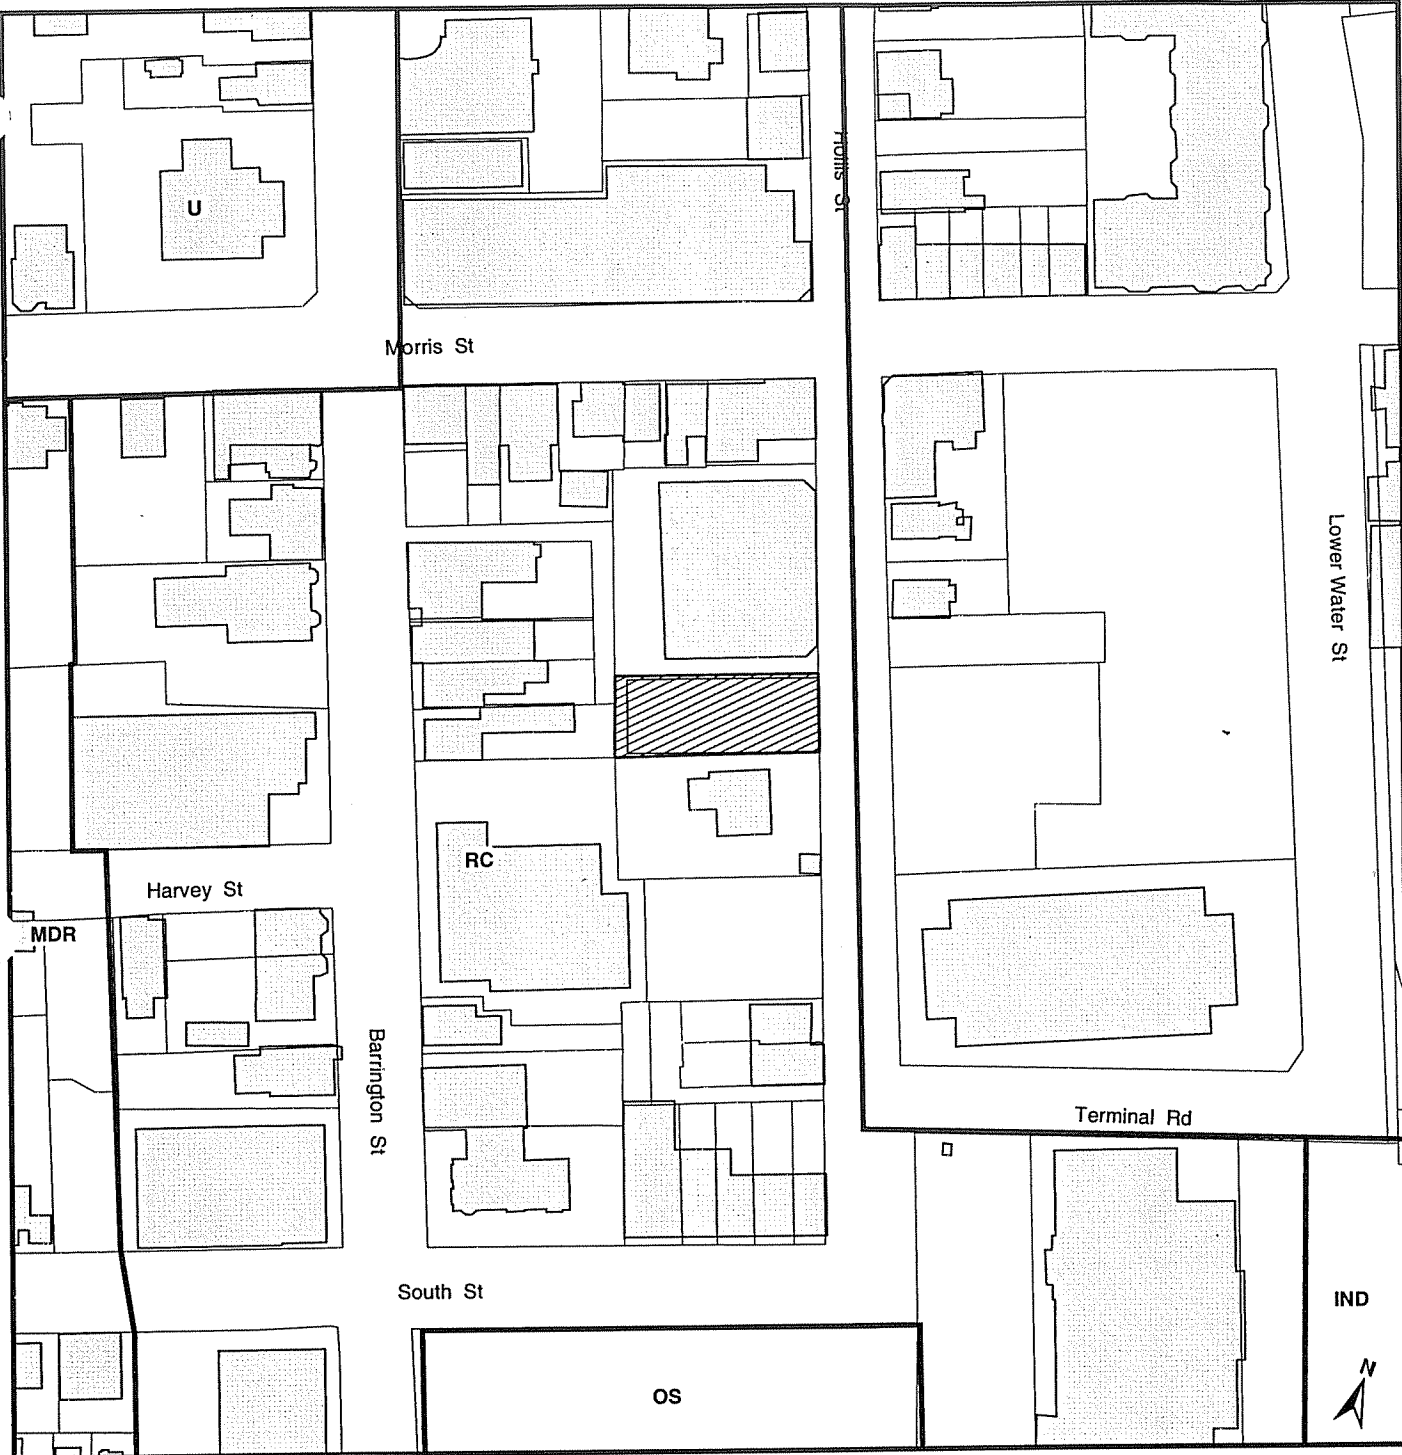 U
Hollis St
Morris St
Lower Water St
RC
Harvey St
MDR
Barrington St
Terminal Rd
South St
IND
N
OS